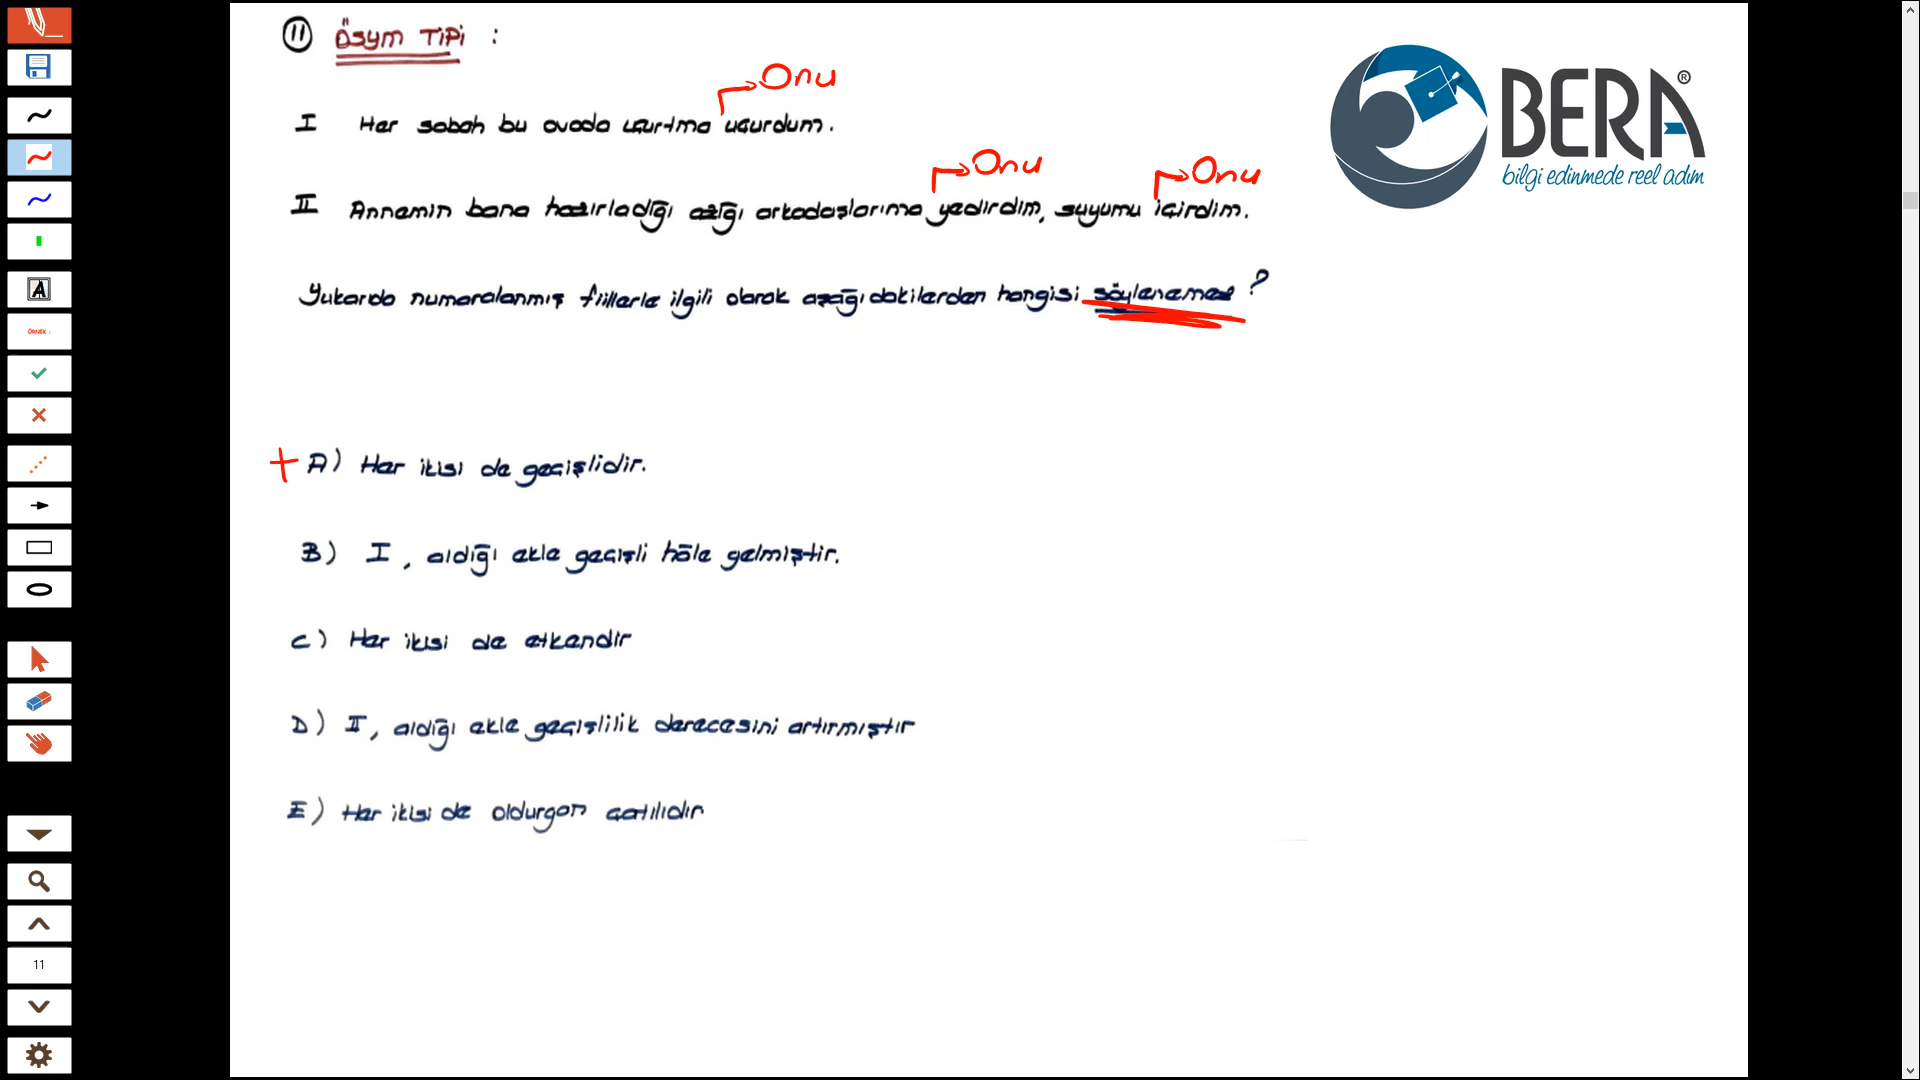 11 ÖSYM TİPİ :
Onu
I Her sabah bu ovada uçurtma uçurdum.
Onu Onu
II Annemin bana hazırladığı azığı arkadaşlarıma yedirdim, suyumu içirdim.
Yukarıda numaralanmış fiillerle ilgili olarak aşağıdakilerden hangisi söylenemez ?
+ A) Her ikisi de geçişlidir.
B) I, aldığı ekle geçişli hâle gelmiştir.
C) Her ikisi de etkendir
D) II, aldığı ekle geçişlilik derecesini artırmıştır
E) Her ikisi de oldurgan çatılıdır
BERA®
bilgi edinmede reel adım
A
ÖRNEK :
11